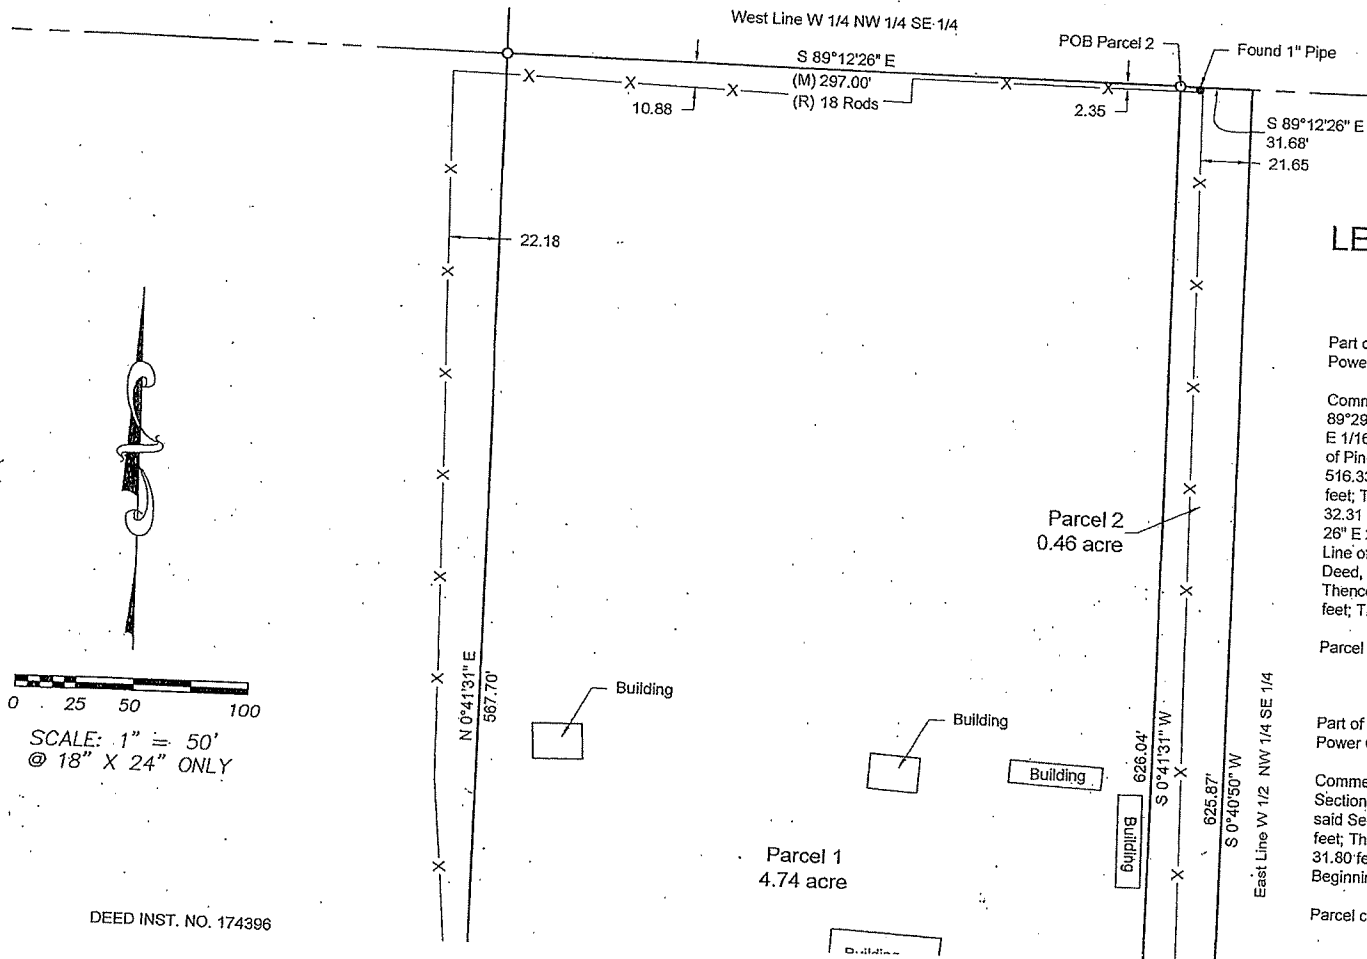 West Line W 1/4 NW 1/4 SE 1/4
S 89°12'26" E
(M) 297.00'
(R) 18 Rods
10.88
POB Parcel 2
Found 1" Pipe
2.35
S 89°12'26" E
31.68'
21.65
22.18
LE
Part
Powe
Comm
89°29
E 1/16
of Pin
516.33
feet; T
32.31
26" E
Line of
Deed,
Thence
feet; T
Parcel
Parcel 2
0.46 acre
N 0°41'31" E
567.70'
Building
Building
Building
Building
626.04'
S 0°41'31" W
625.87'
S 0°40'50" W
East Line W 1/2 NW 1/4 SE 1/4
Part of
Power
Comme
Section
said Se
feet; Th
31.80 fe
Beginni
Parcel c
0 25 50 100
SCALE: 1" = 50'
@ 18" X 24" ONLY
Parcel 1
4.74 acre
DEED INST. NO. 174396
Building